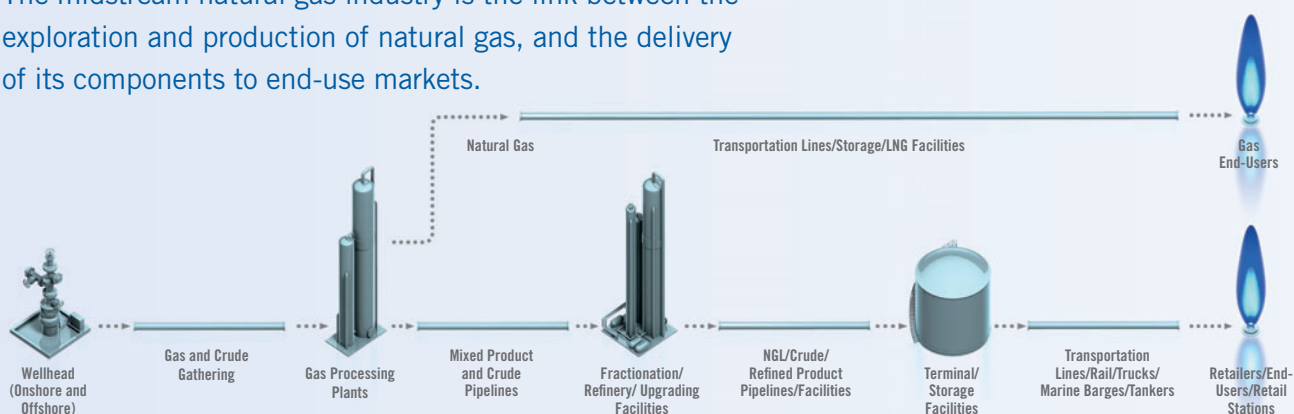 The midstream natural gas industry is the link between the
exploration and production of natural gas, and the delivery
of its components to end-use markets.
Natural Gas
Transportation Lines/Storage/LNG Facilities
Gas
End-Users
Wellhead
(Onshore and
Offshore)
Gas and Crude
Gathering
Gas Processing
Plants
Mixed Product
and Crude
Pipelines
Fractionation/
Refinery/ Upgrading
Facilities
NGL/Crude/
Refined Product
Pipelines/Facilities
Terminal/
Storage
Facilities
Transportation
Lines/Rail/Trucks/
Marine Barges/Tankers
Retailers/End-
Users/Retail
Stations